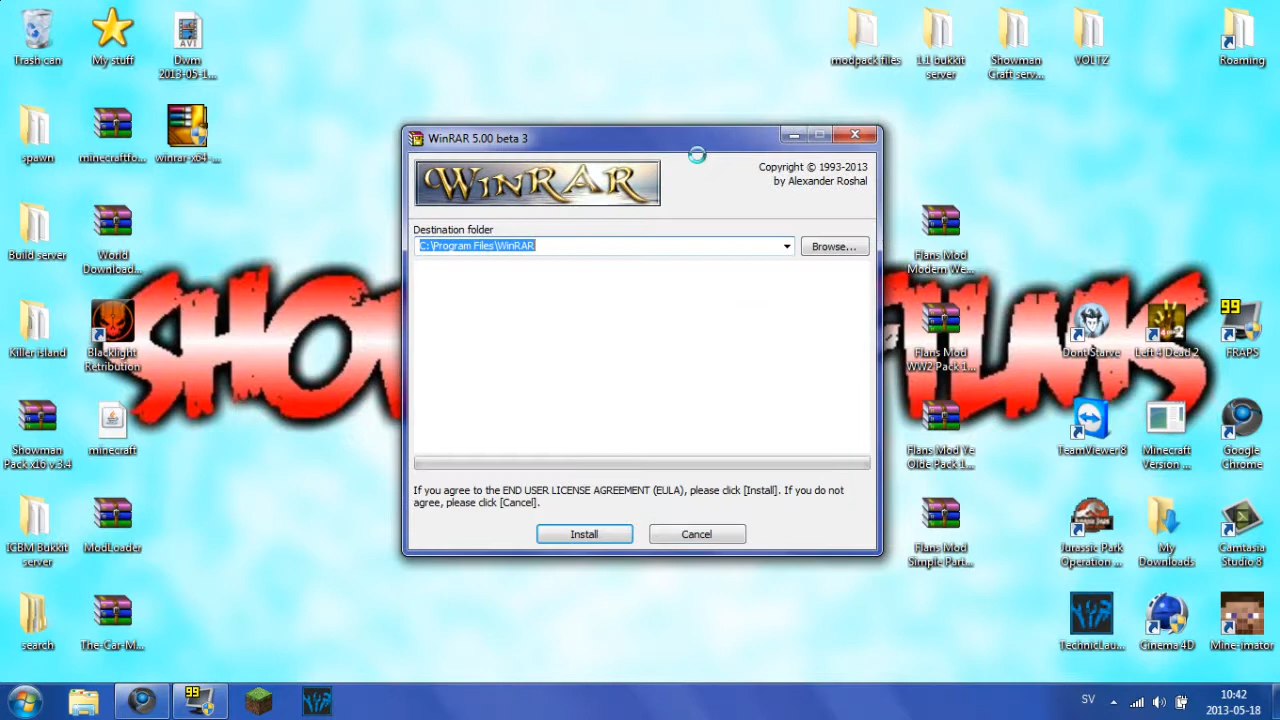 Trash can
My stuff
Dwm
2013-05-1...
modpack files
1.1 bukkit
server
Showman
Craft serv...
VOLTZ
Roaming
spawn
minecraftfo...
winrar-x64-...
WinRAR 5.00 beta 3
WINRAR
Copyright © 1993-2013
by Alexander Roshal
Destination folder
C:\Program Files\WinRAR
Browse...
Build server
World
Download...
Flans Mod
Modern We...
Killer island
Blacklight
Retribution
Flans Mod
WW2 Pack 1...
Dont Starve
Left 4 Dead 2
99
FRAPS
Showman
Pack x16 v.3.4
minecraft
Flans Mod Ye
Olde Pack 1...
TeamViewer 8
Minecraft
Version ...
Google
Chrome
If you agree to the END USER LICENSE AGREEMENT (EULA), please click [Install]. If you do not
agree, please click [Cancel].
Install
Cancel
ICBM Bukkit
server
ModLoader
Flans Mod
Simple Part...
Jurassic Park
Operation ...
My
Downloads
Camtasia
Studio 8
search
The-Car-M...
TechnicLau...
Cinema 4D
Mine-imator
99
SV
10:42
2013-05-18